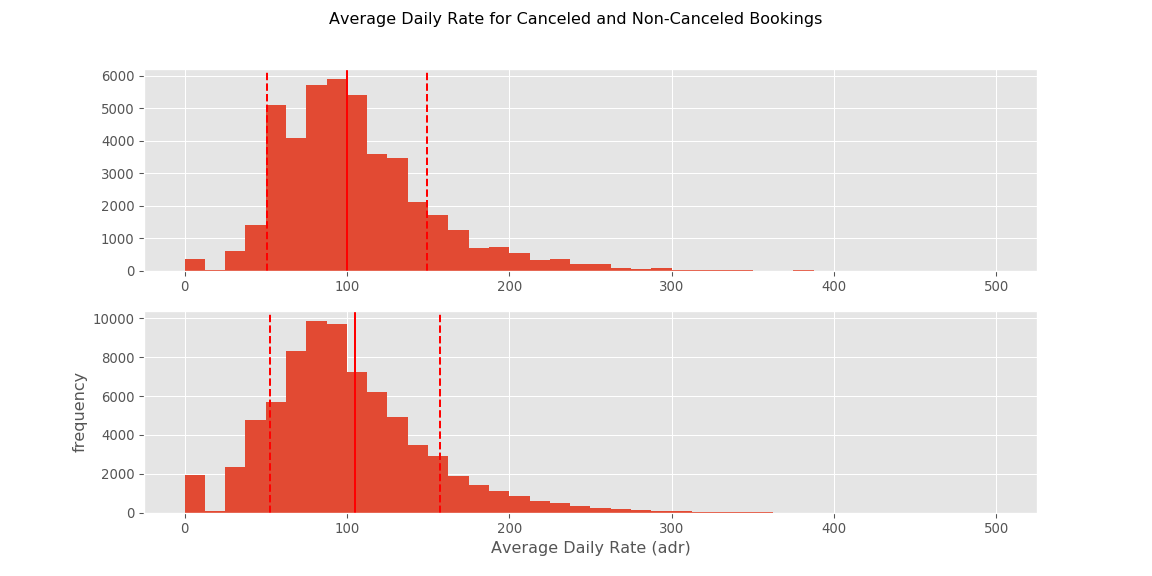 Average Daily Rate for Canceled and Non-Canceled Bookings
6000
5000
4000
3000
2000
1000
0
0 100 200 300 400 500
10000
8000
6000
4000
2000
0
frequency
0 100 200 300 400 500
Average Daily Rate (adr)